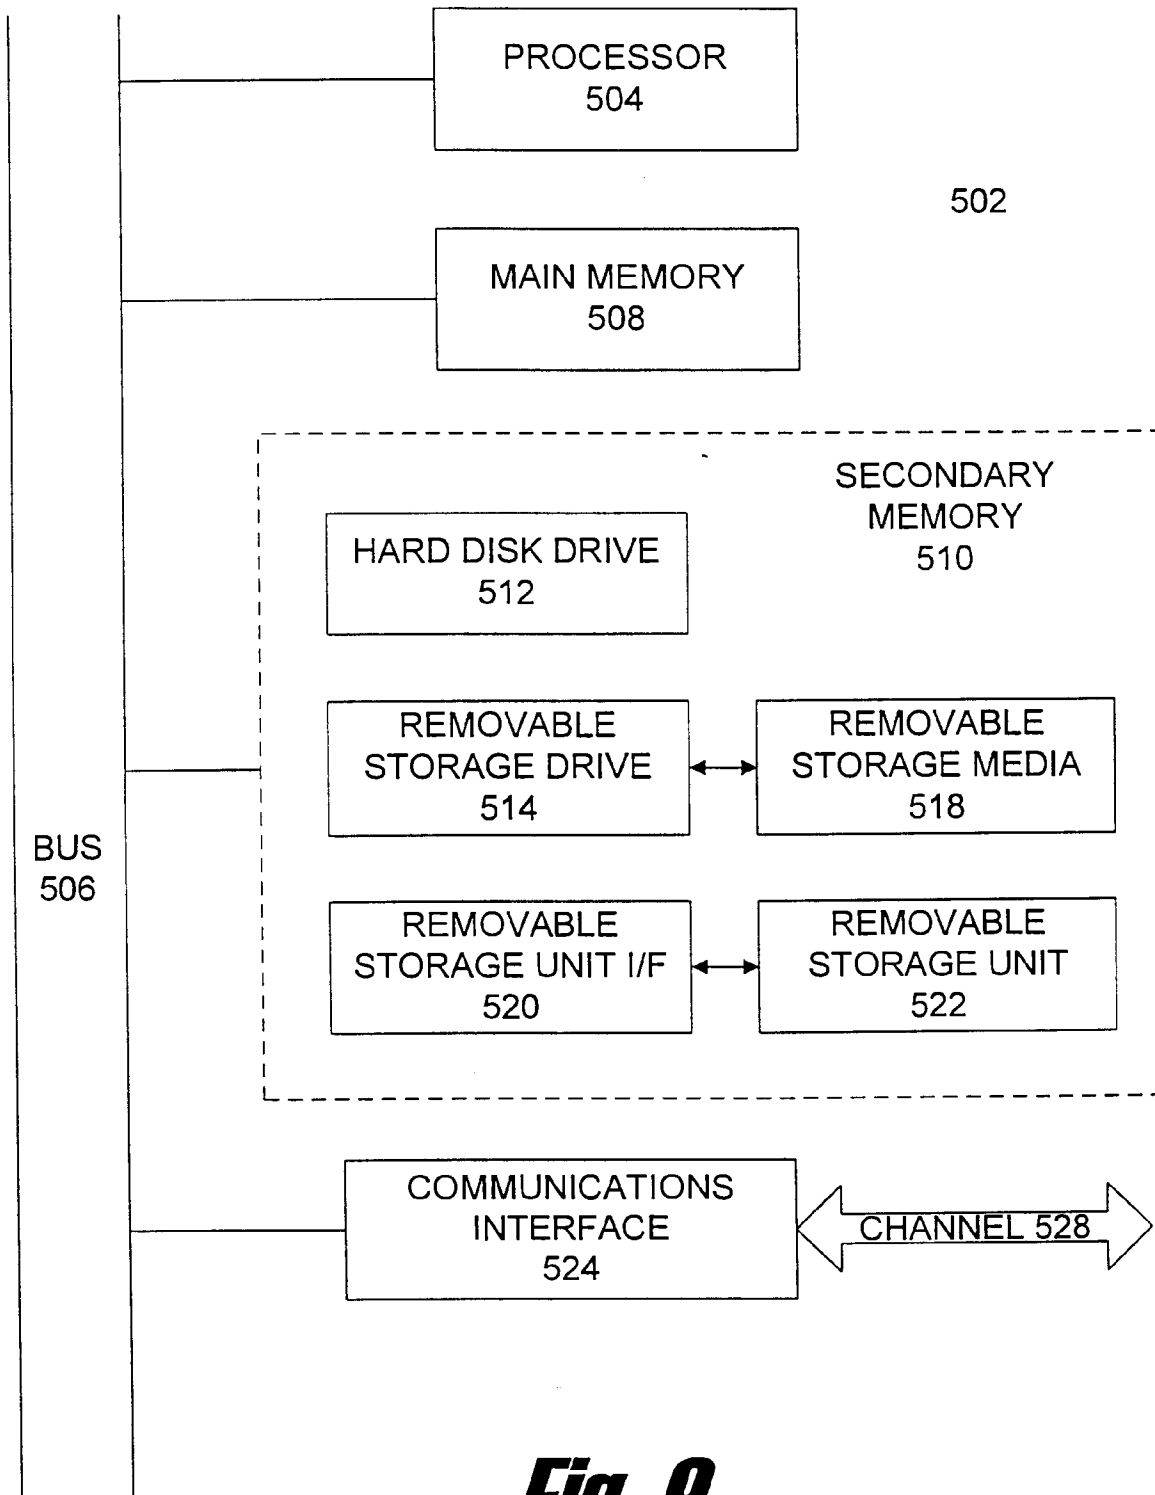 PROCESSOR
504
502
MAIN MEMORY
508
SECONDARY
MEMORY
510
HARD DISK DRIVE
512
REMOVABLE
STORAGE DRIVE
514
REMOVABLE
STORAGE MEDIA
518
BUS
506
REMOVABLE
STORAGE UNIT I/F
520
REMOVABLE
STORAGE UNIT
522
COMMUNICATIONS
INTERFACE
524
CHANNEL 528
Fig.